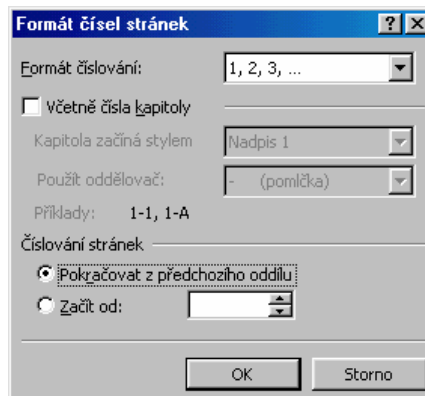 Formát čísel stránek
Formát číslování: 1, 2, 3, ...
Včetně čísla kapitoly
Kapitola začíná stylem Nadpis 1
Použít oddělovač: - (pomlčka)
Příklady: 1-1, 1-A
Číslování stránek
Pokračovat z předchozího oddílu
Začít od:
OK Storno